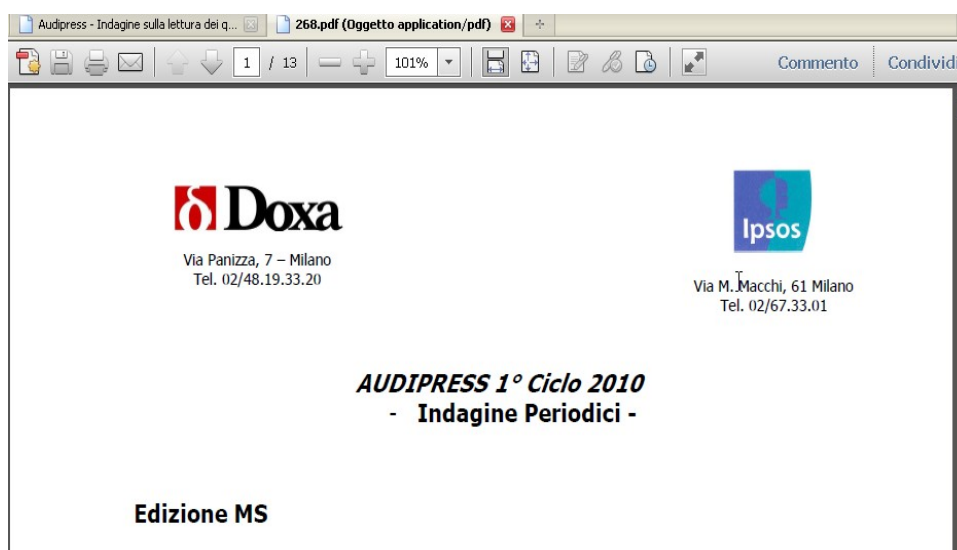 Audipress - Indagine sulla lettura dei q...
268.pdf (Oggetto application/pdf)
1 / 13
101%
Commento
Condividi
Doxa
Via Panizza, 7 – Milano
Tel. 02/48.19.33.20
Ipsos
Via M. Macchi, 61 Milano
Tel. 02/67.33.01
AUDIPRESS 1° Ciclo 2010
- Indagine Periodici -
Edizione MS